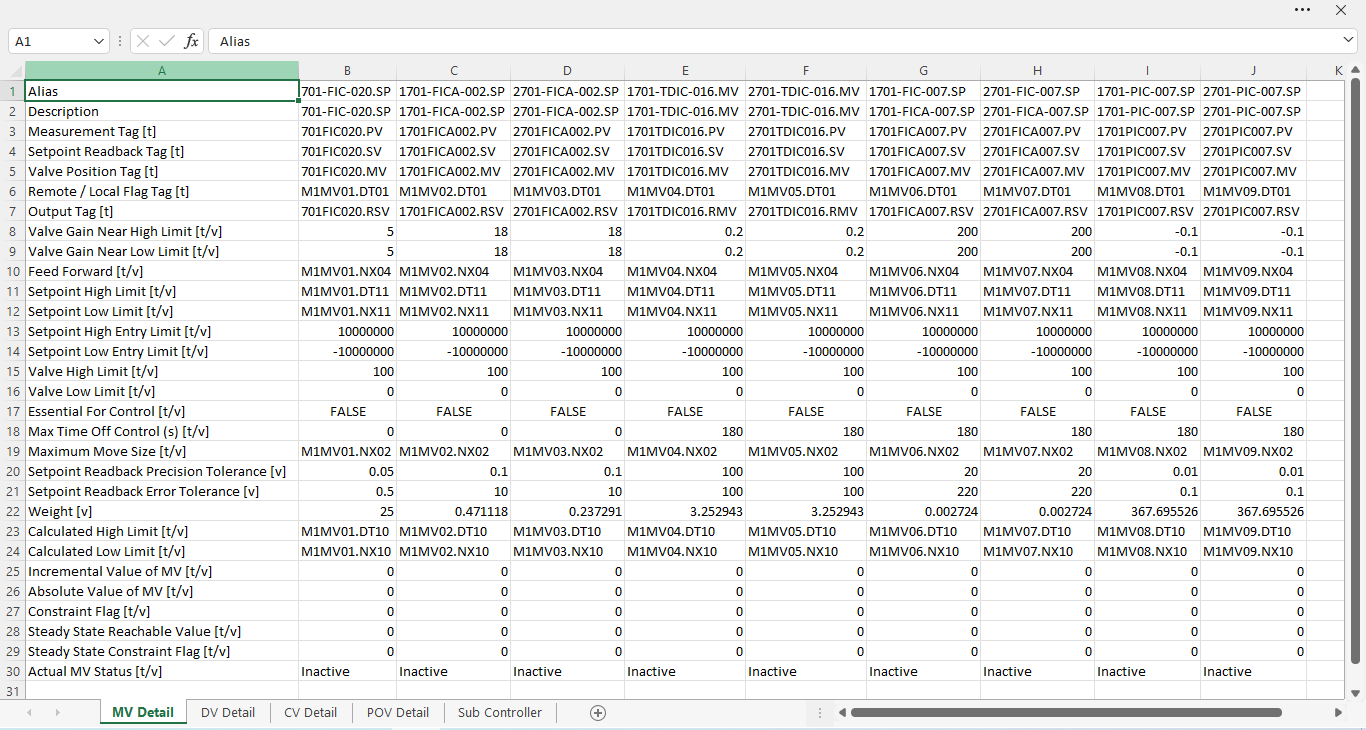 A1 fx Alias
A B C D E F G H I J K
1 Alias 701-FIC-020.SP 1701-FICA-002.SP 2701-FICA-002.SP 1701-TDIC-016.MV 2701-TDIC-016.MV 1701-FIC-007.SP 2701-FIC-007.SP 1701-PIC-007.SP 2701-PIC-007.SP
2 Description 701-FIC-020.SP 1701-FICA-002.SP 2701-FICA-002.SP 1701-TDIC-016.MV 2701-TDIC-016.MV 1701-FICA-007.SP 2701-FICA-007.SP 1701-PIC-007.SP 2701-PIC-007.SP
3 Measurement Tag [t] 701FIC020.PV 1701FICA002.PV 2701FICA002.PV 1701TDIC016.PV 2701TDIC016.PV 1701FICA007.PV 2701FICA007.PV 1701PIC007.PV 2701PIC007.PV
4 Setpoint Readback Tag [t] 701FIC020.SV 1701FICA002.SV 2701FICA002.SV 1701TDIC016.SV 2701TDIC016.SV 1701FICA007.SV 2701FICA007.SV 1701PIC007.SV 2701PIC007.SV
5 Valve Position Tag [t] 701FIC020.MV 1701FICA002.MV 2701FICA002.MV 1701TDIC016.MV 2701TDIC016.MV 1701FICA007.MV 2701FICA007.MV 1701PIC007.MV 2701PIC007.MV
6 Remote / Local Flag Tag [t] M1MV01.DT01 M1MV02.DT01 M1MV03.DT01 M1MV04.DT01 M1MV05.DT01 M1MV06.DT01 M1MV07.DT01 M1MV08.DT01 M1MV09.DT01
7 Output Tag [t] 701FIC020.RSV 1701FICA002.RSV 2701FICA002.RSV 1701TDIC016.RMV 2701TDIC016.RMV 1701FICA007.RSV 2701FICA007.RSV 1701PIC007.RSV 2701PIC007.RSV
8 Valve Gain Near High Limit [t/v] 5 18 18 0.2 0.2 200 200 -0.1 -0.1
9 Valve Gain Near Low Limit [t/v] 5 18 18 0.2 0.2 200 200 -0.1 -0.1
10 Feed Forward [t/v] M1MV01.NX04 M1MV02.NX04 M1MV03.NX04 M1MV04.NX04 M1MV05.NX04 M1MV06.NX04 M1MV07.NX04 M1MV08.NX04 M1MV09.NX04
11 Setpoint High Limit [t/v] M1MV01.DT11 M1MV02.DT11 M1MV03.DT11 M1MV04.DT11 M1MV05.DT11 M1MV06.DT11 M1MV07.DT11 M1MV08.DT11 M1MV09.DT11
12 Setpoint Low Limit [t/v] M1MV01.NX11 M1MV02.NX11 M1MV03.NX11 M1MV04.NX11 M1MV05.NX11 M1MV06.NX11 M1MV07.NX11 M1MV08.NX11 M1MV09.NX11
13 Setpoint High Entry Limit [t/v] 10000000 10000000 10000000 10000000 10000000 10000000 10000000 10000000 10000000
14 Setpoint Low Entry Limit [t/v] -10000000 -10000000 -10000000 -10000000 -10000000 -10000000 -10000000 -10000000 -10000000
15 Valve High Limit [t/v] 100 100 100 100 100 100 100 100 100
16 Valve Low Limit [t/v] 0 0 0 0 0 0 0 0 0
17 Essential For Control [t/v] FALSE FALSE FALSE FALSE FALSE FALSE FALSE FALSE FALSE
18 Max Time Off Control (s) [t/v] 0 0 0 180 180 180 180 180 180
19 Maximum Move Size [t/v] M1MV01.NX02 M1MV02.NX02 M1MV03.NX02 M1MV04.NX02 M1MV05.NX02 M1MV06.NX02 M1MV07.NX02 M1MV08.NX02 M1MV09.NX02
20 Setpoint Readback Precision Tolerance [v] 0.05 0.1 0.1 100 100 20 20 0.01 0.01
21 Setpoint Readback Error Tolerance [v] 0.5 10 10 100 100 220 220 0.1 0.1
22 Weight [v] 25 0.471118 0.237291 3.252943 3.252943 0.002724 0.002724 367.695526 367.695526
23 Calculated High Limit [t/v] M1MV01.DT10 M1MV02.DT10 M1MV03.DT10 M1MV04.DT10 M1MV05.DT10 M1MV06.DT10 M1MV07.DT10 M1MV08.DT10 M1MV09.DT10
24 Calculated Low Limit [t/v] M1MV01.NX10 M1MV02.NX10 M1MV03.NX10 M1MV04.NX10 M1MV05.NX10 M1MV06.NX10 M1MV07.NX10 M1MV08.NX10 M1MV09.NX10
25 Incremental Value of MV [t/v] 0 0 0 0 0 0 0 0 0
26 Absolute Value of MV [t/v] 0 0 0 0 0 0 0 0 0
27 Constraint Flag [t/v] 0 0 0 0 0 0 0 0 0
28 Steady State Reachable Value [t/v] 0 0 0 0 0 0 0 0 0
29 Steady State Constraint Flag [t/v] 0 0 0 0 0 0 0 0 0
30 Actual MV Status [t/v] Inactive Inactive Inactive Inactive Inactive Inactive Inactive Inactive Inactive
31
MV Detail DV Detail CV Detail POV Detail Sub Controller